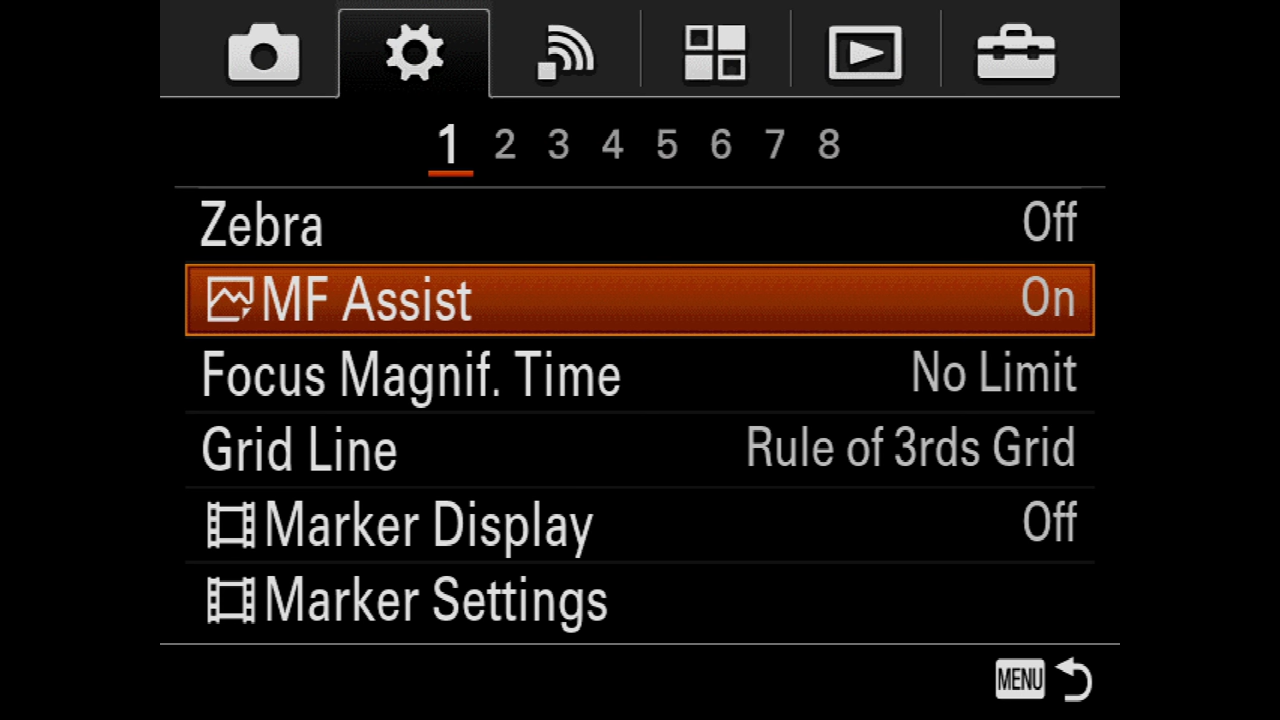 1 2 3 4 5 6 7 8
Zebra Off
MF Assist On
Focus Magnif. Time No Limit
Grid Line Rule of 3rds Grid
Marker Display Off
Marker Settings
MENU